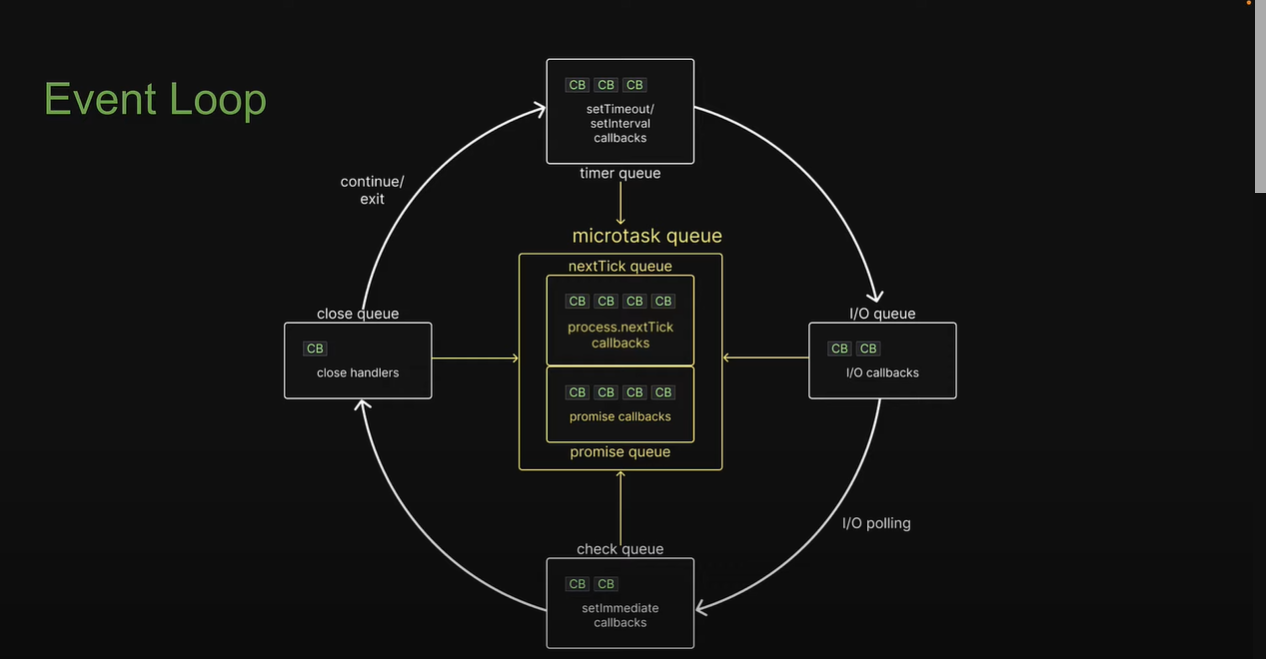 Event Loop
CB CB CB
setTimeout/
setInterval
callbacks
timer queue
continue/
exit
microtask queue
nextTick queue
CB CB CB CB
process.nextTick
callbacks
CB CB CB CB
promise callbacks
promise queue
close queue
CB
close handlers
I/O queue
CB CB
I/O callbacks
I/O polling
check queue
CB CB
setImmediate
callbacks